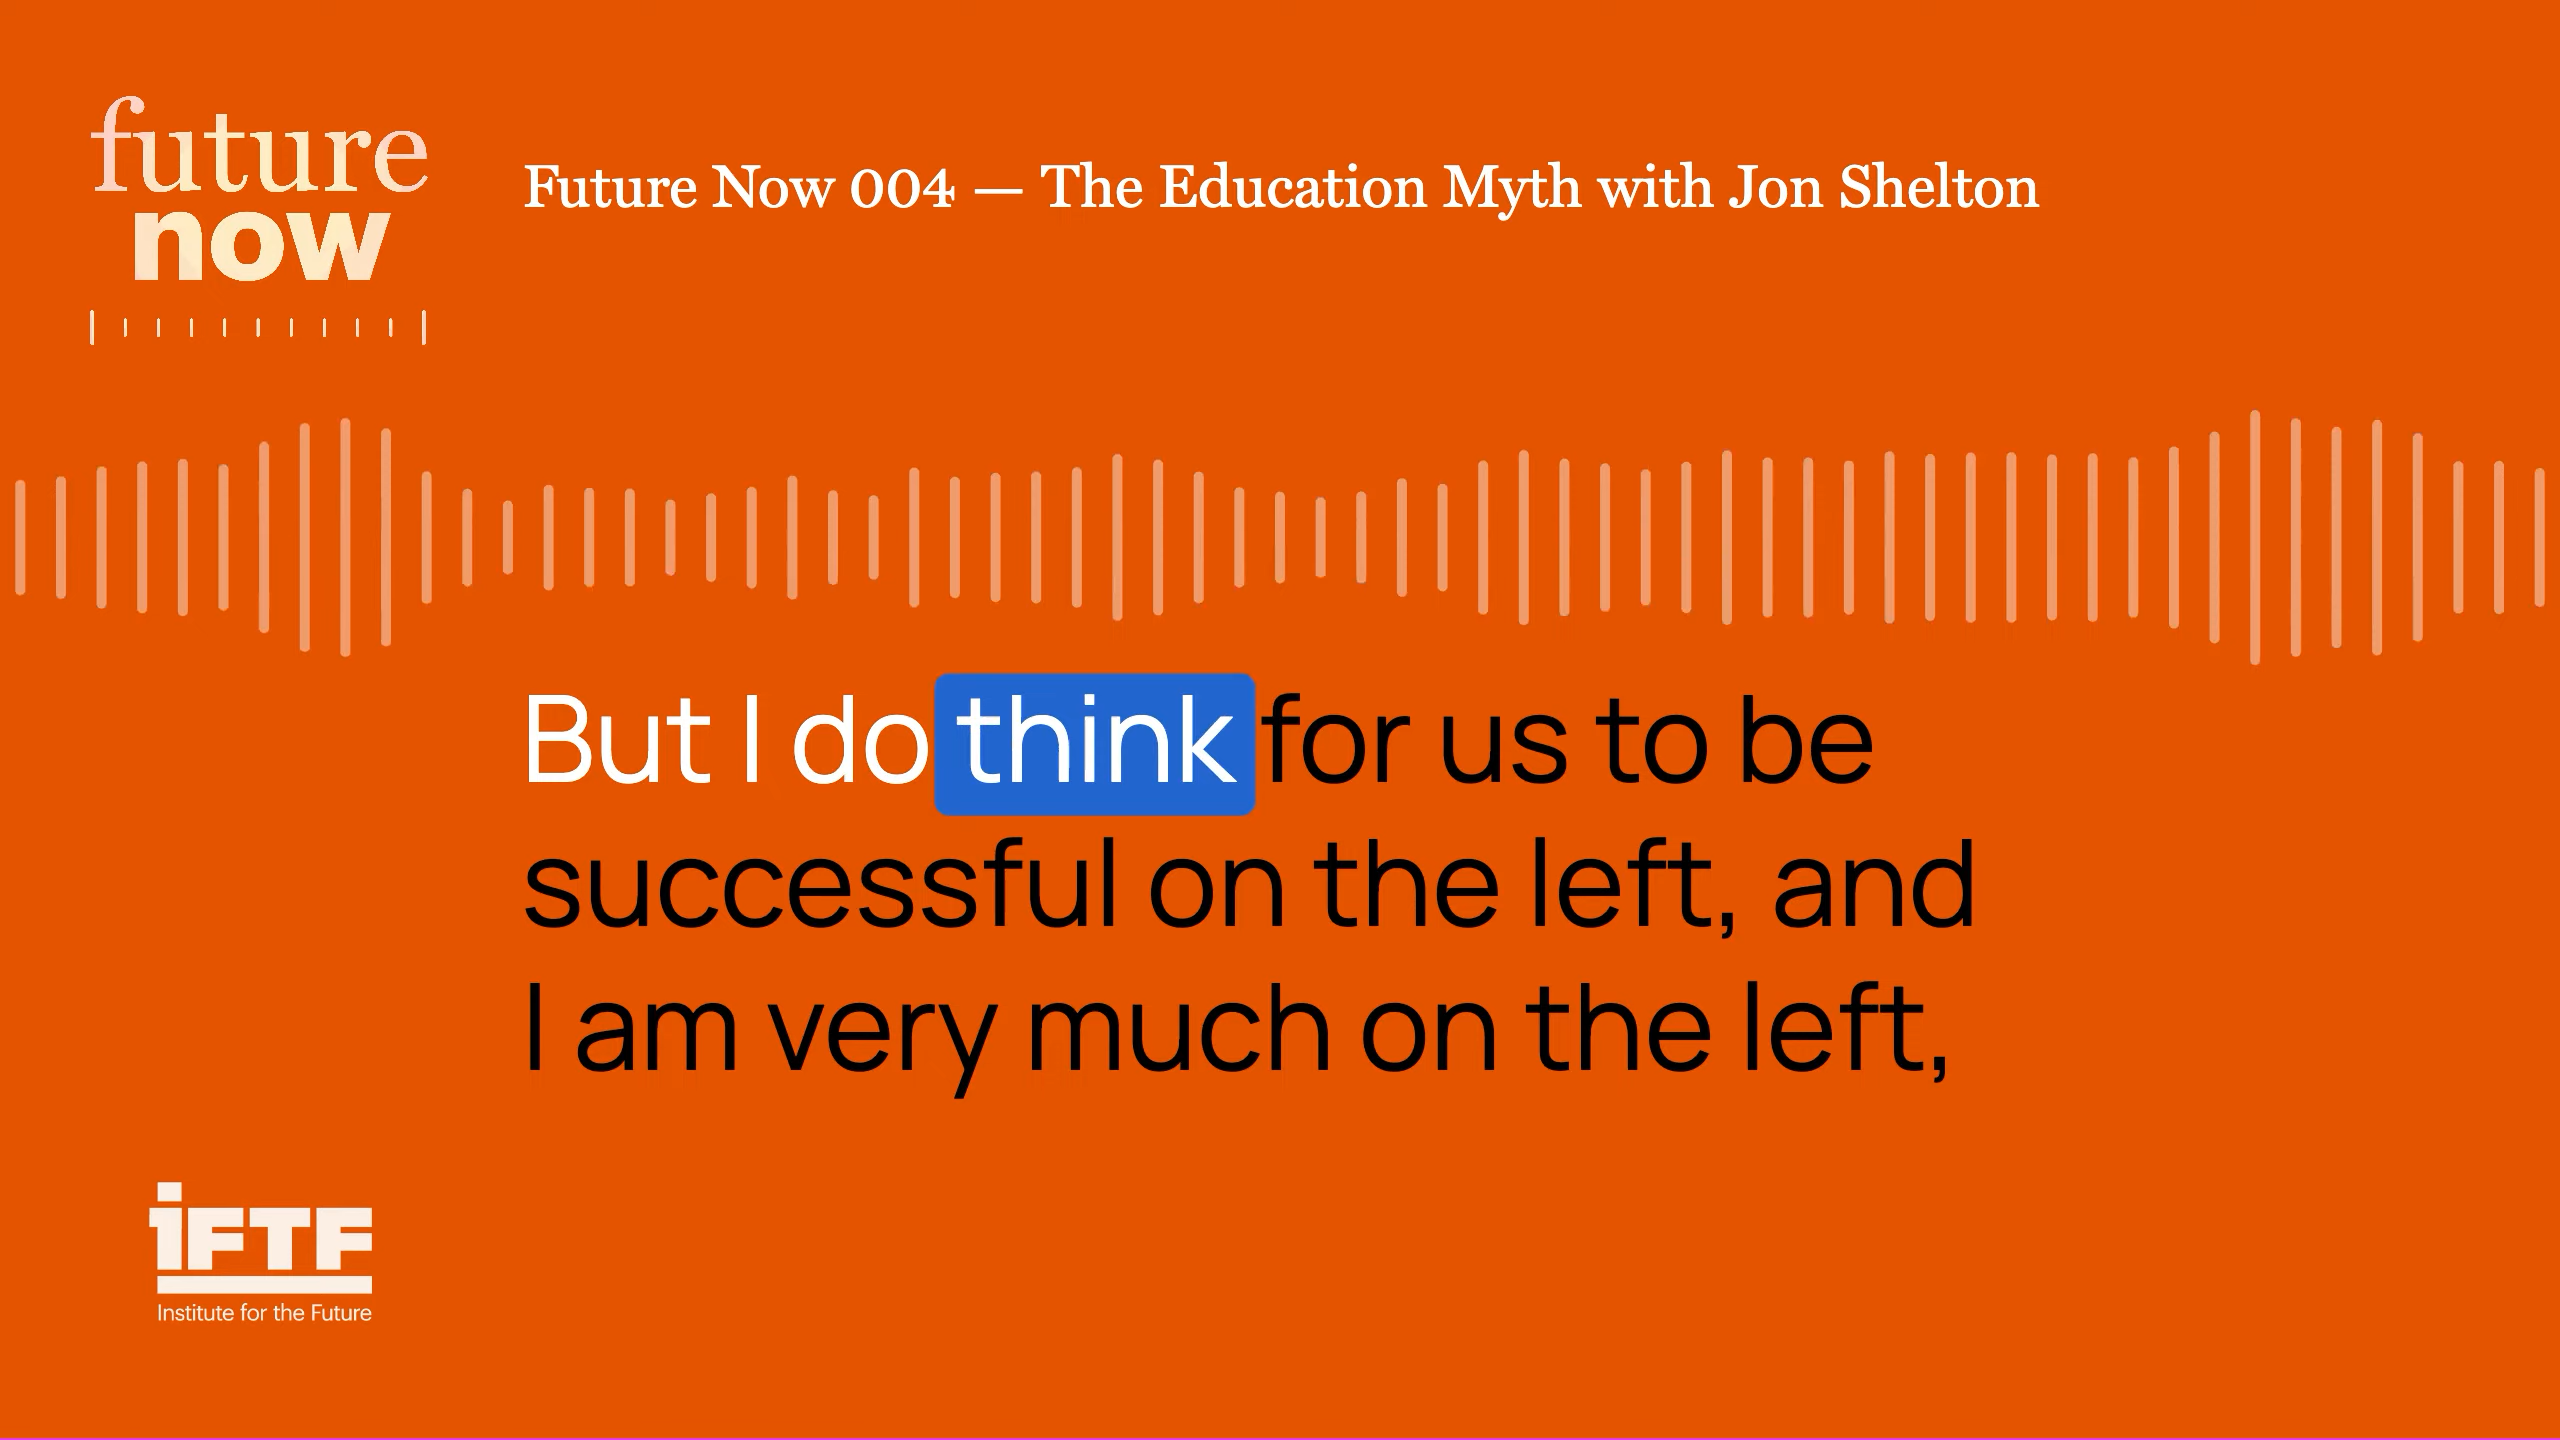 future
now
Future Now 004 — The Education Myth with Jon Shelton
But I do think for us to be
successful on the left, and
I am very much on the left,
iFTF
Institute for the Future